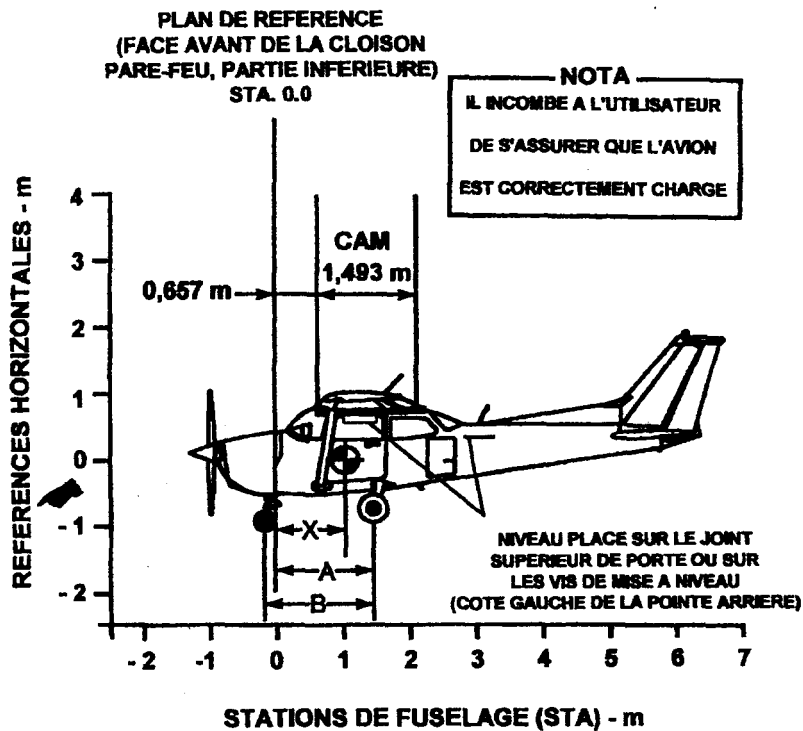 PLAN DE REFERENCE
(FACE AVANT DE LA CLOISON
PARE-FEU, PARTIE INFERIEURE)
STA. 0.0
NOTA
IL INCOMBE A L'UTILISATEUR
DE S'ASSURER QUE L'AVION
EST CORRECTEMENT CHARGE
REFERENCES HORIZONTALES - m
4
3
2
1
0
- 1
- 2
CAM
1,493 m
0,657 m
X
A
B
NIVEAU PLACE SUR LE JOINT
SUPERIEUR DE PORTE OU SUR
LES VIS DE MISE A NIVEAU
(COTE GAUCHE DE LA POINTE ARRIERE)
- 2 -1 0 1 2 3 4 5 6 7
STATIONS DE FUSELAGE (STA) - m